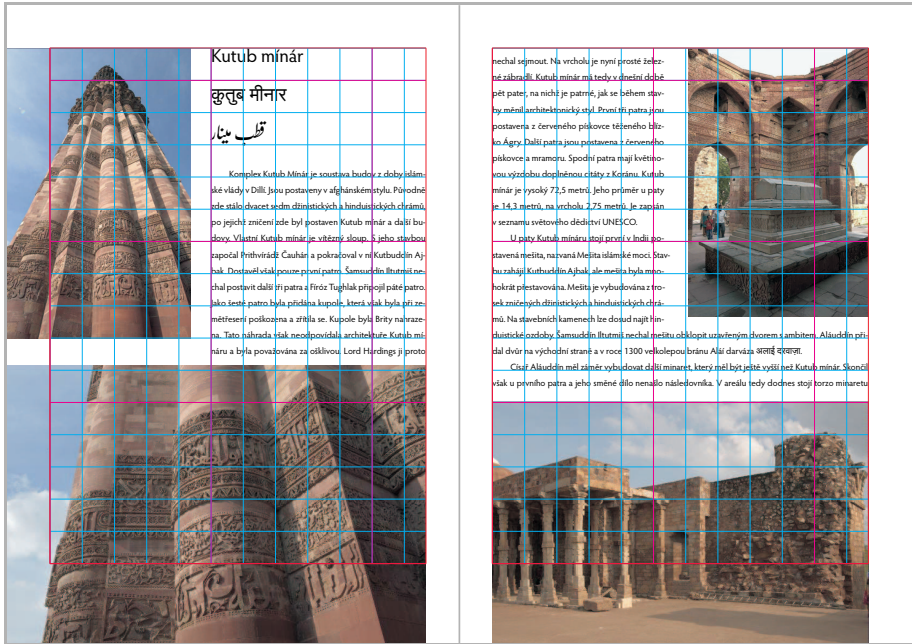 Kutub mínár
क़ुतुब मीनार
قطب مینار
Komplex Kutub Mínár je soustava budov z doby islám-
ské vlády v Dillí. Jsou postaveny v afghánském stylu. Původně
zde stálo dvacet sedm džinistických a hinduistických chrámů,
po jejichž zničení zde byl postaven Kutub mínár a další bu-
dovy. Vlastní Kutub mínár je vítězný sloup. S jeho stavbou
započal Prithvírádž Čauhán a pokračoval v ní Kutbuddín Aj-
bak. Dostavěl však pouze první patro. Šamsuddín Iltutmiš ne-
chal postavit další tři patra a Fíróz Tughlak připojil páté patro.
Jako šesté patro byla přidána kupole, která však byla při ze-
mětřesení poškozena a zřítila se. Kupole byla Brity nahraze-
na. Tato náhrada však neodpovídala architektuře Kutub mí-
náru a byla považována za ošklivou. Lord Hardings ji proto
nechal sejmout. Na vrcholu je nyní prosté želez-
né zábradlí. Kutub mínár má tedy v dnešní době
pět pater, na nichž je patrné, jak se během stav-
by měnil architektonický styl. První tři patra jsou
postavena z červeného pískovce těženého blíz-
ko Ágry. Další patra jsou postavena z červeného
pískovce a mramoru. Spodní patra mají květino-
vou výzdobu doplněnou citáty z Koránu. Kutub
mínár je vysoký 72,5 metrů. Jeho průměr u paty
je 14,3 metrů, na vrcholu 2,75 metrů. Je zapsán
v seznamu světového dědictví UNESCO.
U paty Kutub mínáru stojí první v Indii po-
stavená mešita, nazvaná Mešita islámské moci. Stav-
bu zahájil Kutbuddín Ajbak, ale mešita byla mno-
hokrát přestavována. Mešita je vybudována z tro-
sek zničených džinistických a hinduistických chrá-
mů. Na stavebních kamenech lze dosud najít hin-
duistické ozdoby. Šamsuddín Iltutmiš nechal mešitu obklopit uzavřeným dvorem s ambitem. Aláuddín při-
dal dvůr na východní straně a v roce 1300 velkolepou bránu Aláí darváza अलाई दरवाज़ा.
Císař Aláuddín měl záměr vybudovat další minaret, který měl být ještě vyšší než Kutub mínár. Skončil
však u prvního patra a jeho směné dílo nenašlo následovníka. V areálu tedy dodnes stojí torzo minaretu